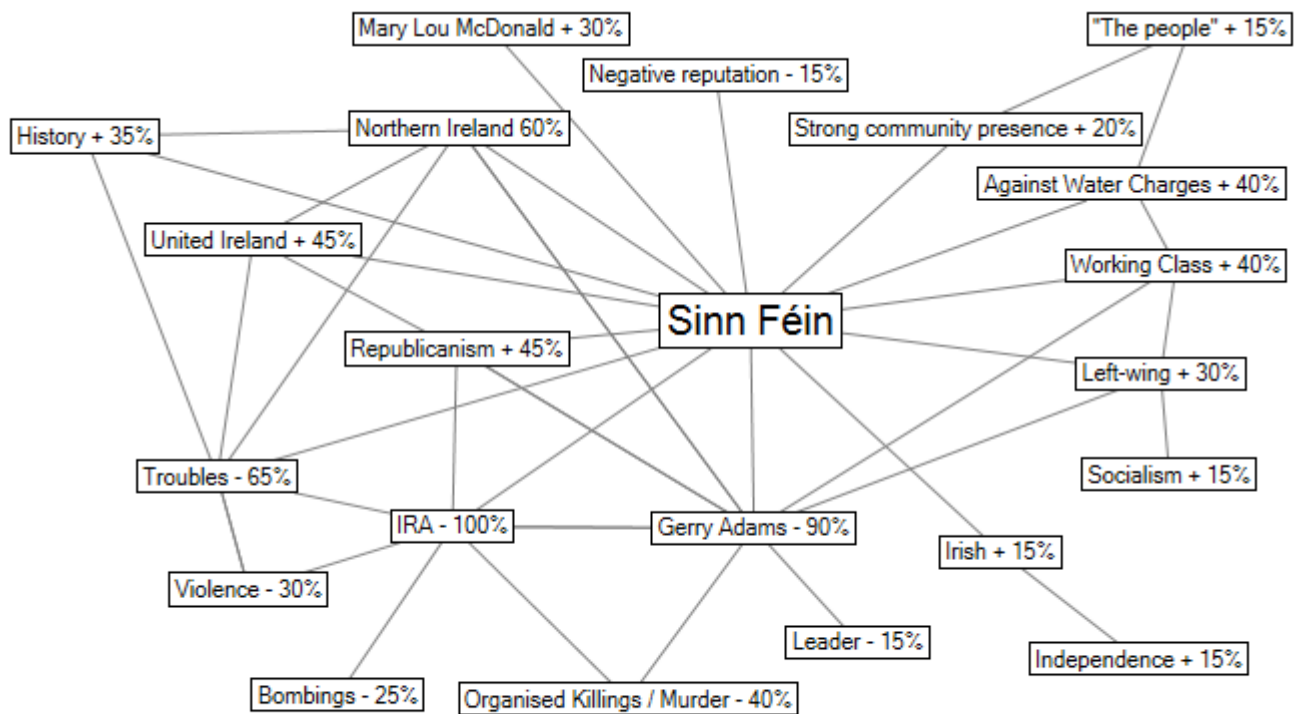 Mary Lou McDonald + 30%
"The people" + 15%
Negative reputation - 15%
History + 35%
Northern Ireland 60%
Strong community presence + 20%
Against Water Charges + 40%
United Ireland + 45%
Working Class + 40%
Sinn Féin
Republicanism + 45%
Left-wing + 30%
Troubles - 65%
Socialism + 15%
IRA - 100%
Gerry Adams - 90%
Irish + 15%
Violence - 30%
Leader - 15%
Independence + 15%
Bombings - 25%
Organised Killings / Murder - 40%